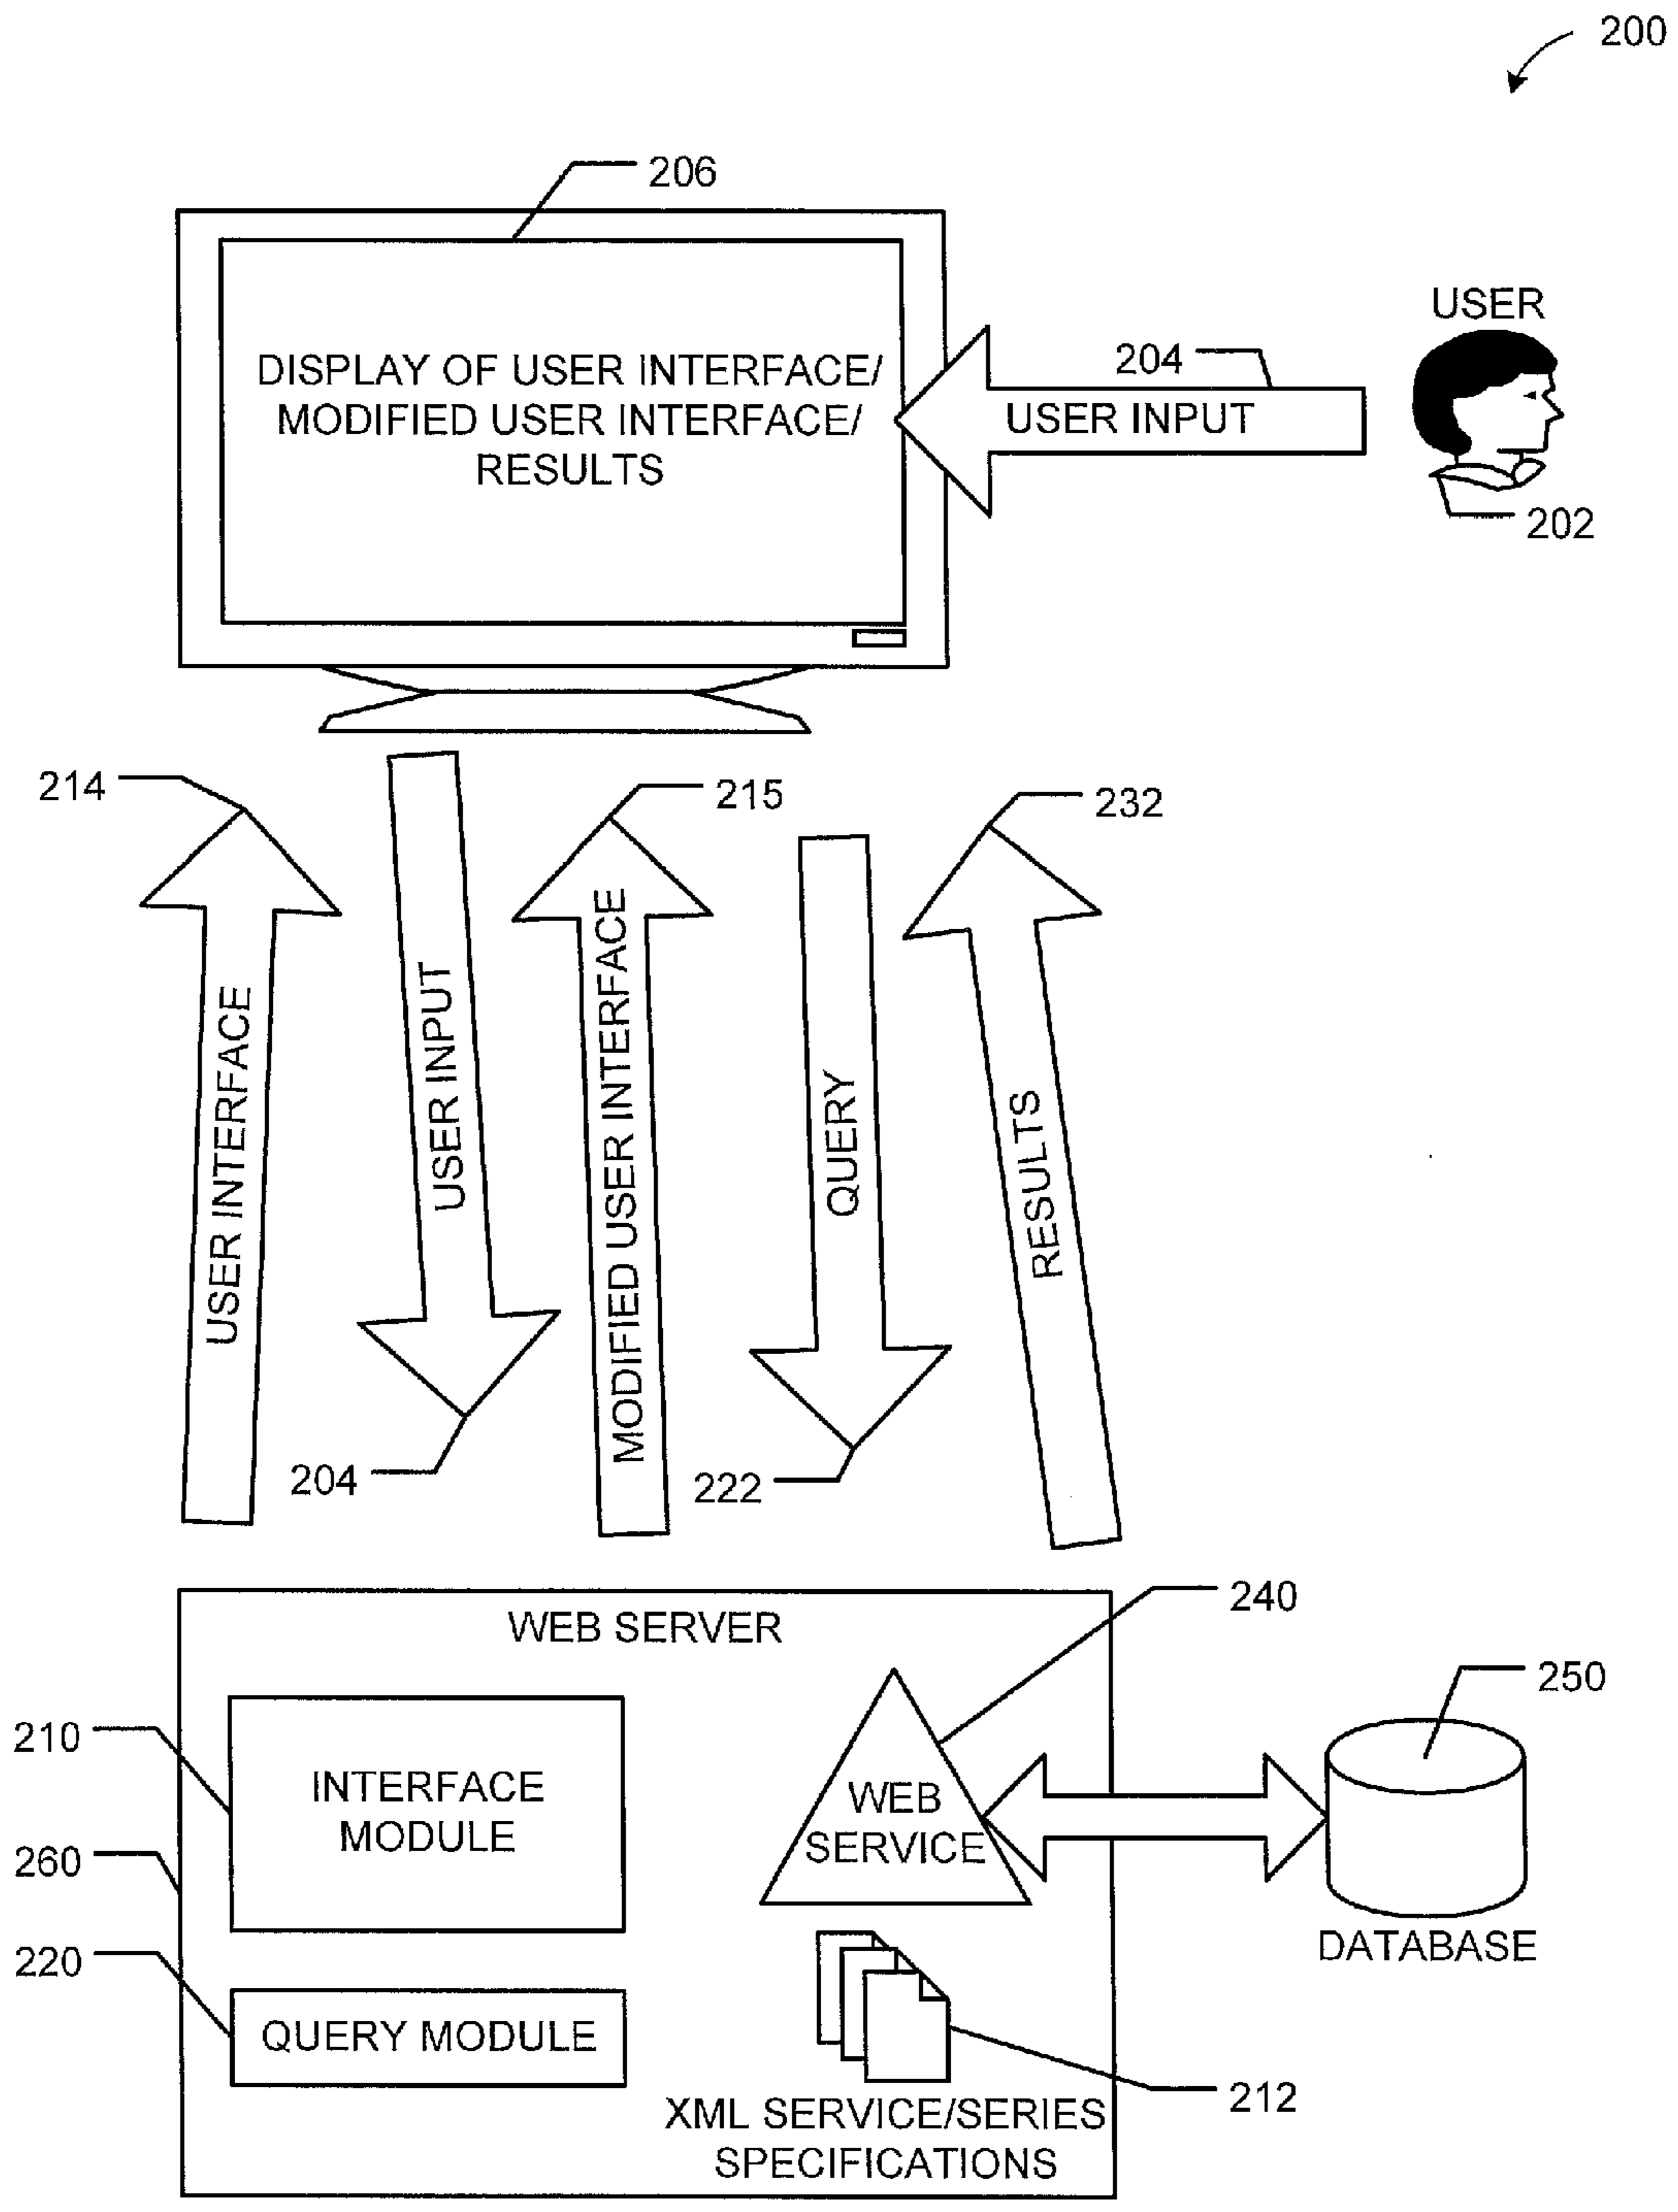 200
206
USER
DISPLAY OF USER INTERFACE/
MODIFIED USER INTERFACE/
RESULTS
204
USER INPUT
202
214
215
232
USER INTERFACE
USER INPUT
MODIFIED USER INTERFACE
QUERY
RESULTS
204
222
WEB SERVER
240
250
210
INTERFACE
MODULE
WEB
SERVICE
260
DATABASE
220
QUERY MODULE
212
XML SERVICE/SERIES
SPECIFICATIONS